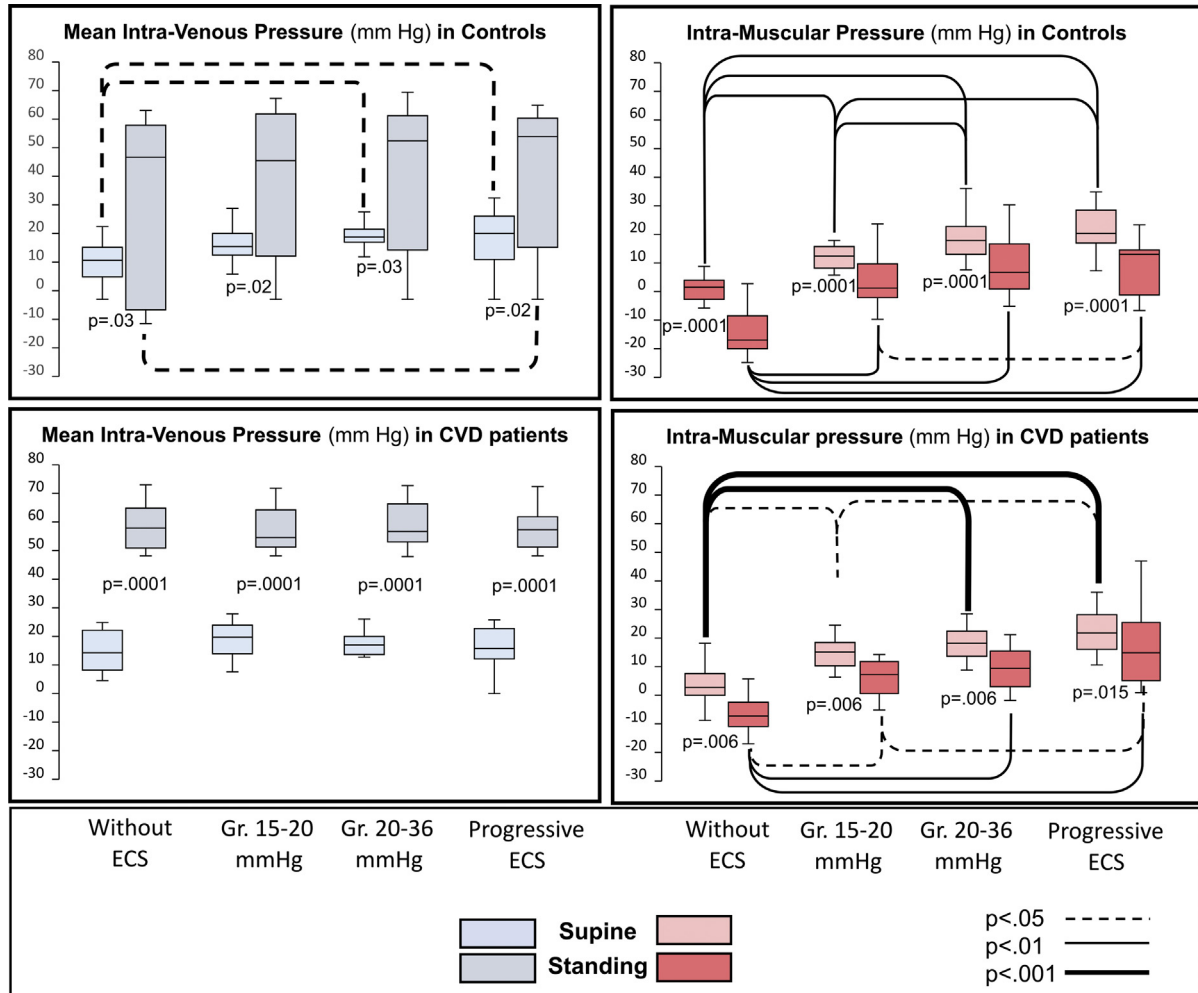 Mean Intra-Venous Pressure (mm Hg) in Controls
80
70
60
50
40
30
20
10
0
-10
-20
-30
p=.03
p=.02
p=.03
p=.02
Intra-Muscular Pressure (mm Hg) in Controls
80
70
60
50
40
30
20
10
0
-10
-20
-30
p=.0001
p=.0001
p=.0001
p=.0001
Mean Intra-Venous Pressure (mm Hg) in CVD patients
80
70
60
50
40
30
20
10
0
-10
-20
-30
p=.0001
p=.0001
p=.0001
p=.0001
Intra-Muscular pressure (mm Hg) in CVD patients
80
70
60
50
40
30
20
10
0
-10
-20
-30
p=.006
p=.006
p=.006
p=.015
Without
ECS
Gr. 15-20
mmHg
Gr. 20-36
mmHg
Progressive
ECS
Without
ECS
Gr. 15-20
mmHg
Gr. 20-36
mmHg
Progressive
ECS
Supine
Standing
p<.05
p<.01
p<.001